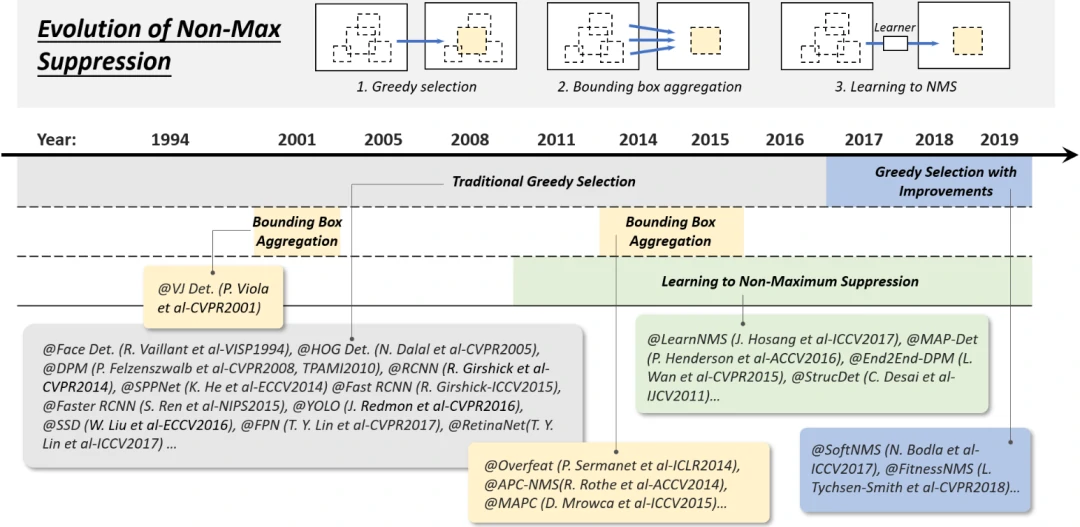 Evolution of Non-Max
Suppression
Learner
1. Greedy selection
2. Bounding box aggregation
3. Learning to NMS
Year: 1994 2001 2005 2008 2011 2014 2015 2016 2017 2018 2019
Traditional Greedy Selection
Greedy Selection with
Improvements
Bounding Box
Aggregation
Bounding Box
Aggregation
Learning to Non-Maximum Suppression
@VJ Det. (P. Viola
et al-CVPR2001)
@Face Det. (R. Vaillant et al-VISP1994), @HOG Det. (N. Dalal et al-CVPR2005),
@DPM (P. Felzenszwalb et al-CVPR2008, TPAMI2010), @RCNN (R. Girshick et al-
CVPR2014), @SPPNet (K. He et al-ECCV2014) @Fast RCNN (R. Girshick-ICCV2015),
@Faster RCNN (S. Ren et al-NIPS2015), @YOLO (J. Redmon et al-CVPR2016),
@SSD (W. Liu et al-ECCV2016), @FPN (T. Y. Lin et al-CVPR2017), @RetinaNet(T. Y.
Lin et al-ICCV2017) ...
@LearnNMS (J. Hosang et al-ICCV2017), @MAP-Det
(P. Henderson et al-ACCV2016), @End2End-DPM (L.
Wan et al-CVPR2015), @StrucDet (C. Desai et al-
IJCV2011)...
@Overfeat (P. Sermanet et al-ICLR2014),
@APC-NMS(R. Rothe et al-ACCV2014),
@MAPC (D. Mrowca et al-ICCV2015)...
@SoftNMS (N. Bodla et al-
ICCV2017), @FitnessNMS (L.
Tychsen-Smith et al-CVPR2018)...